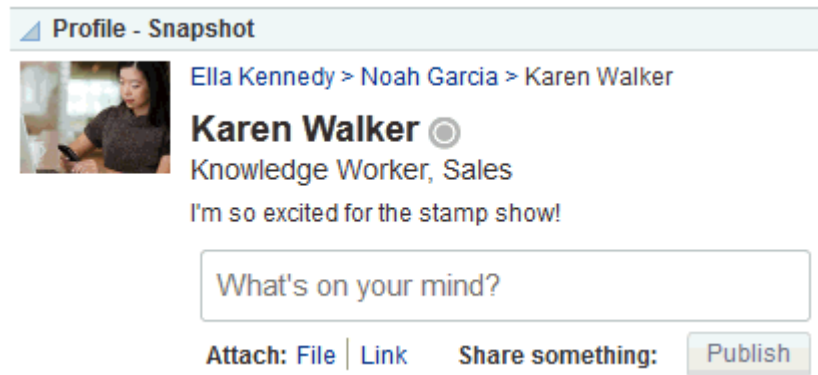 Profile - Snapshot
Ella Kennedy > Noah Garcia > Karen Walker
Karen Walker
Knowledge Worker, Sales
I'm so excited for the stamp show!
What's on your mind?
Attach: File | Link Share something: Publish